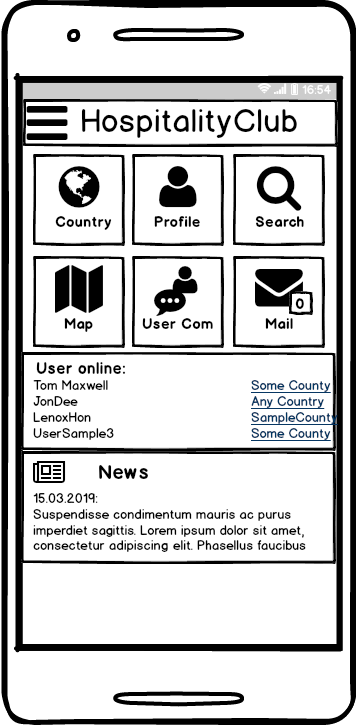 16:54
HospitalityClub
Country Profile Search
Map User Com Mail 0
User online:
Tom Maxwell Some County
JonDee Any Country
LenoxHon SampleCounty
UserSample3 Some County
News
15.03.2019:
Suspendisse condimentum mauris ac purus
imperdiet sagittis. Lorem ipsum dolor sit amet,
consectetur adipiscing elit. Phasellus faucibus